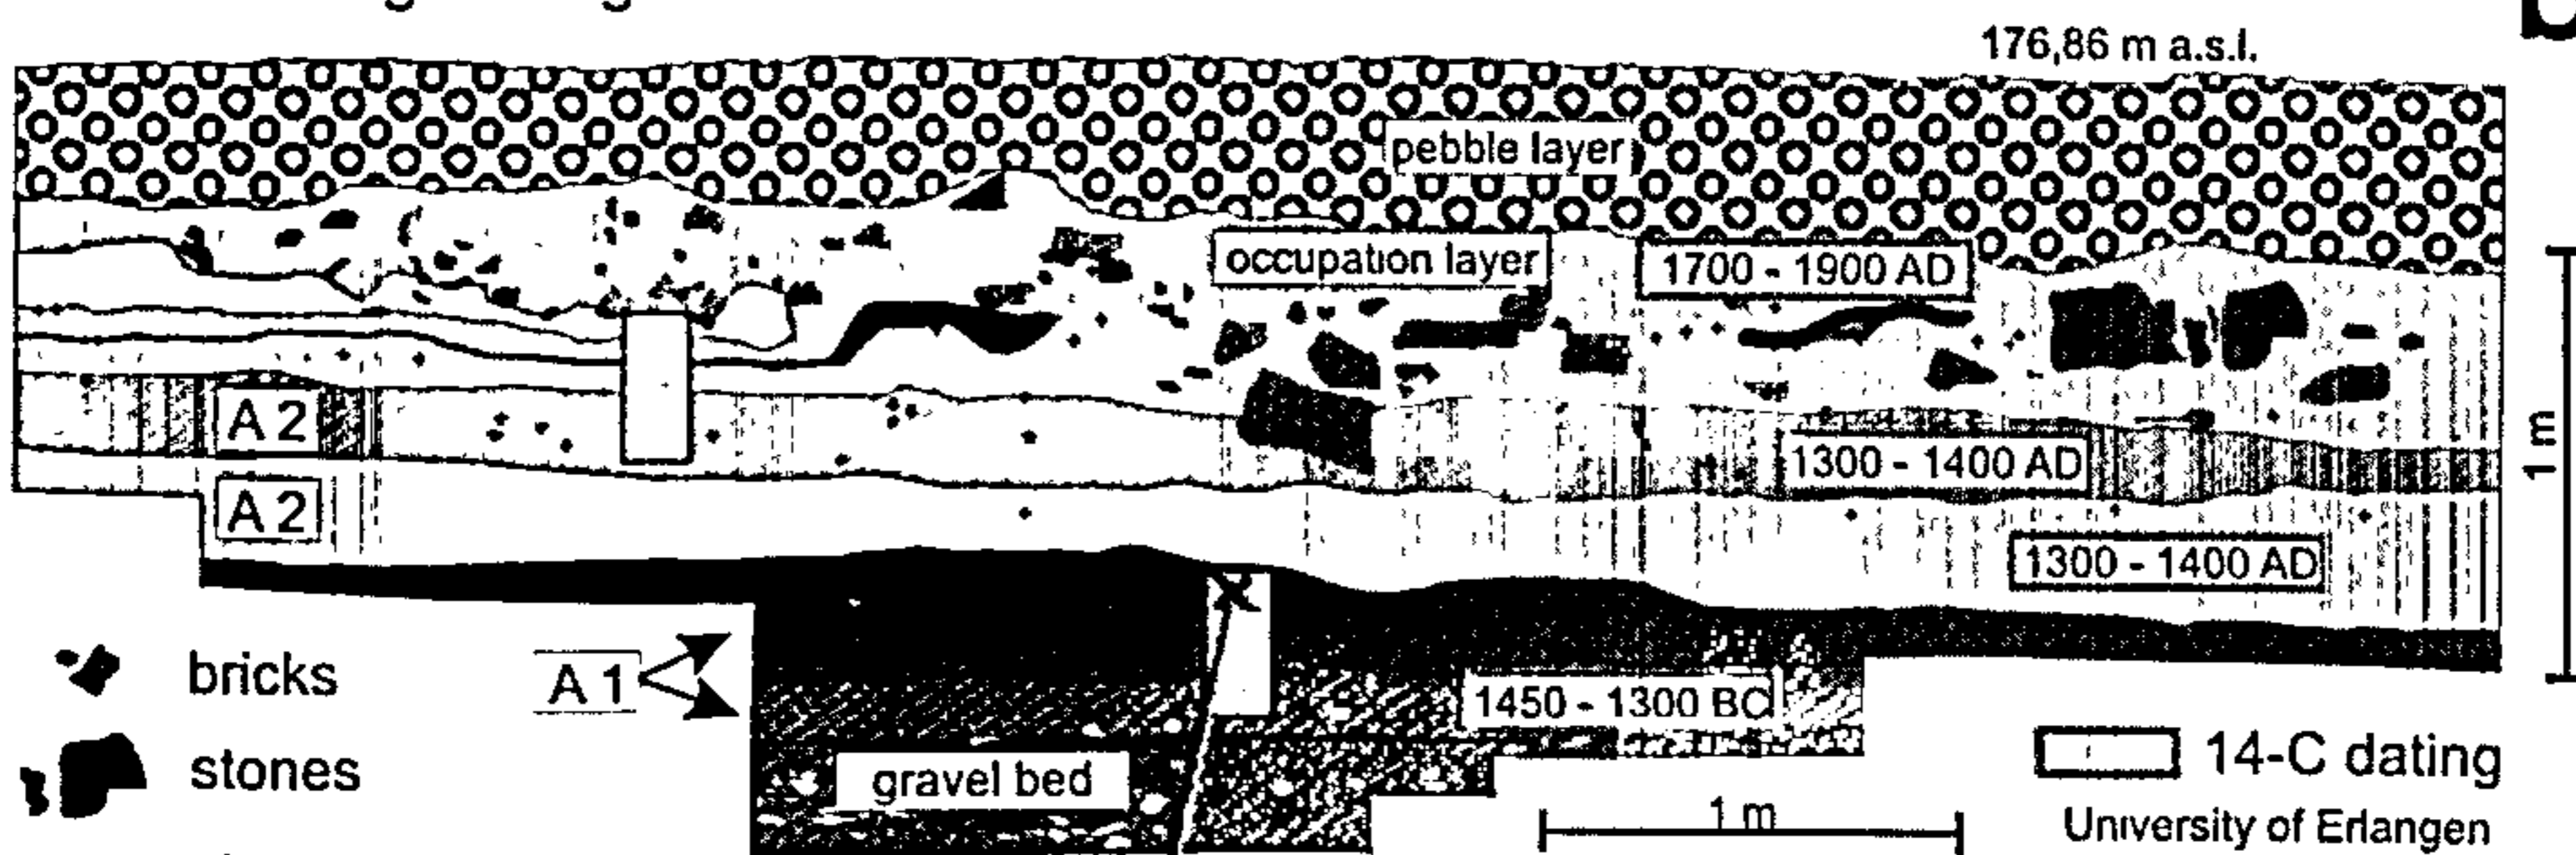 176,86 m a.s.l.
pebble layer
occupation layer
1700 - 1900 AD
A 2
1300 - 1400 AD
A 2
1300 - 1400 AD
1 m
bricks
A 1
1450 - 1300 BC
stones
gravel bed
1 m
14-C dating
University of Erlangen